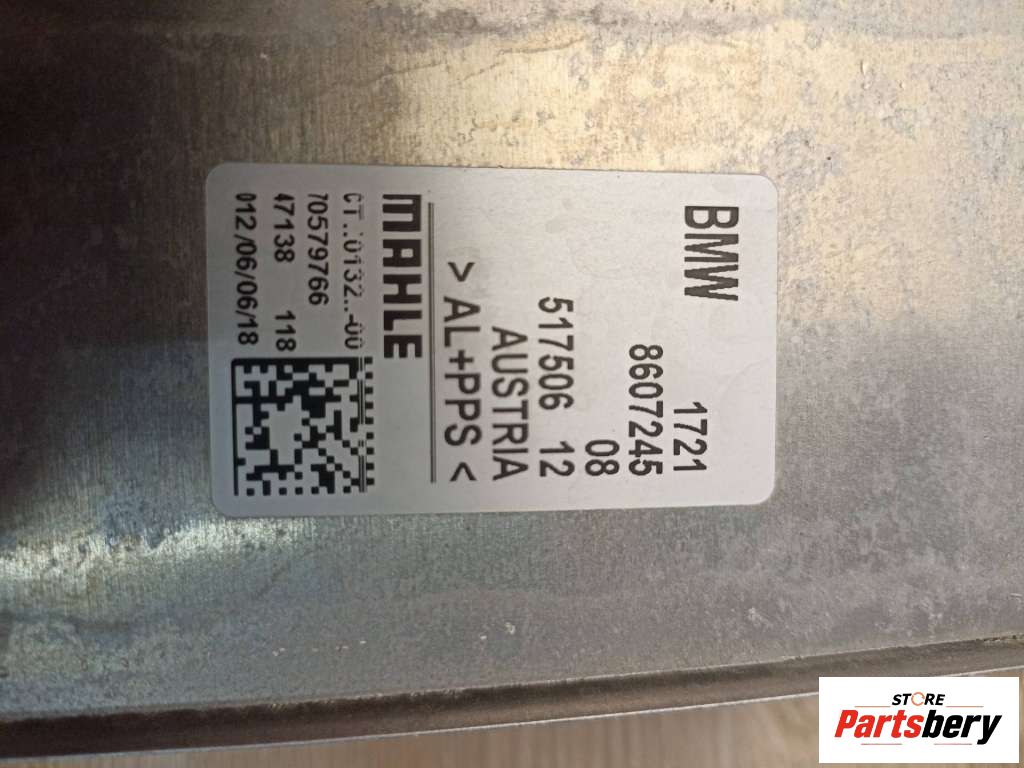 BMW
1721
8607245
08
517506 12
AUSTRIA
> AL+PPS <
MAHLE
70579766
47138 118
012/06/06/18
STORE
Partsbery